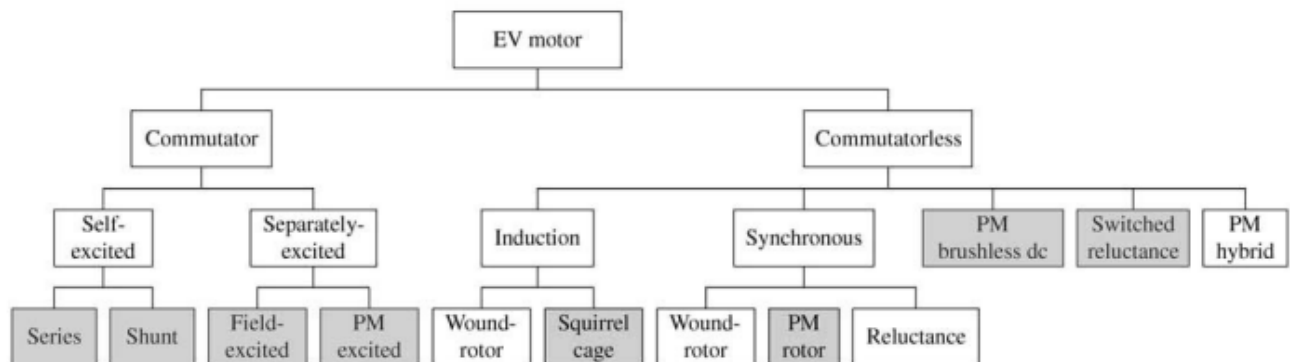 EV motor
Commutator
Commutatorless
Self-
excited
Separately-
excited
Induction
Synchronous
PM
brushless dc
Switched
reluctance
PM
hybrid
Series
Shunt
Field-
excited
PM
excited
Wound-
rotor
Squirrel
cage
Wound-
rotor
PM
rotor
Reluctance